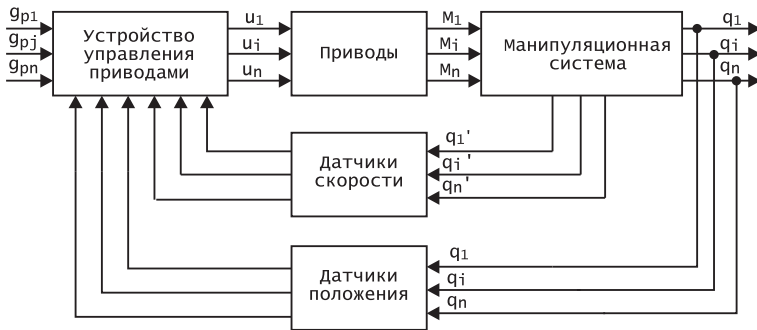 gp1
gpj
gpn
Устройство
управления
приводами
u1
ui
un
Приводы
M1
Mi
Mn
Манипуляционная
система
q1
qi
qn
Датчики
скорости
q1'
qi'
qn'
Датчики
положения
q1
qi
qn